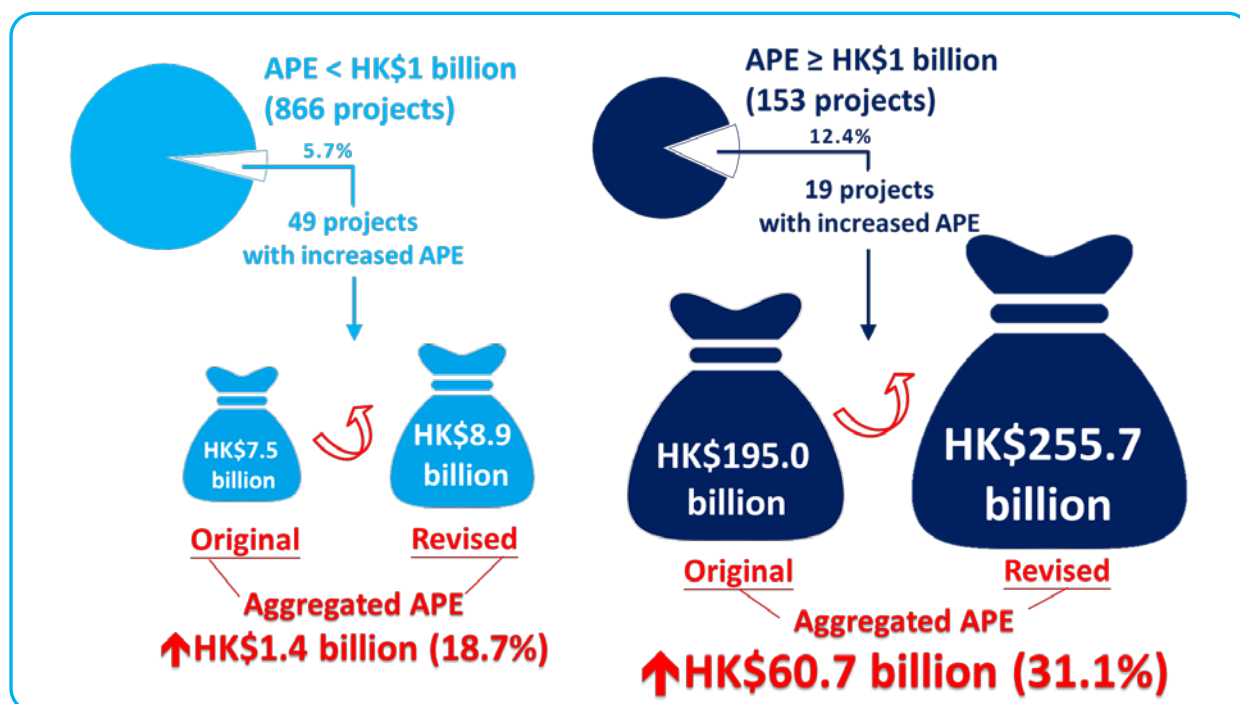 APE < HK$1 billion
(866 projects)
5.7%
49 projects
with increased APE
HK$7.5
billion
HK$8.9
billion
Original
Revised
Aggregated APE
↑HK$1.4 billion (18.7%)
APE ≥ HK$1 billion
(153 projects)
12.4%
19 projects
with increased APE
HK$195.0
billion
HK$255.7
billion
Original
Revised
Aggregated APE
↑HK$60.7 billion (31.1%)